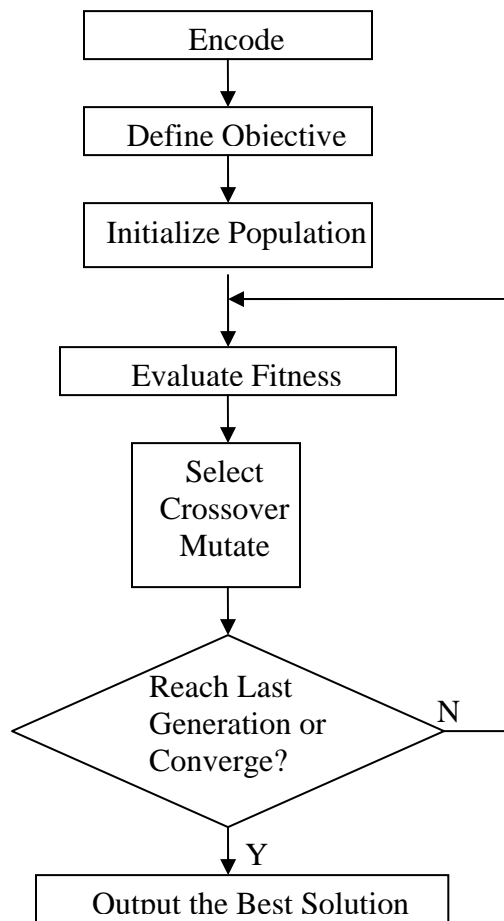 Encode
Define Objective
Initialize Population
Evaluate Fitness
Select
Crossover
Mutate
Reach Last
Generation or
Converge?
N
Y
Output the Best Solution